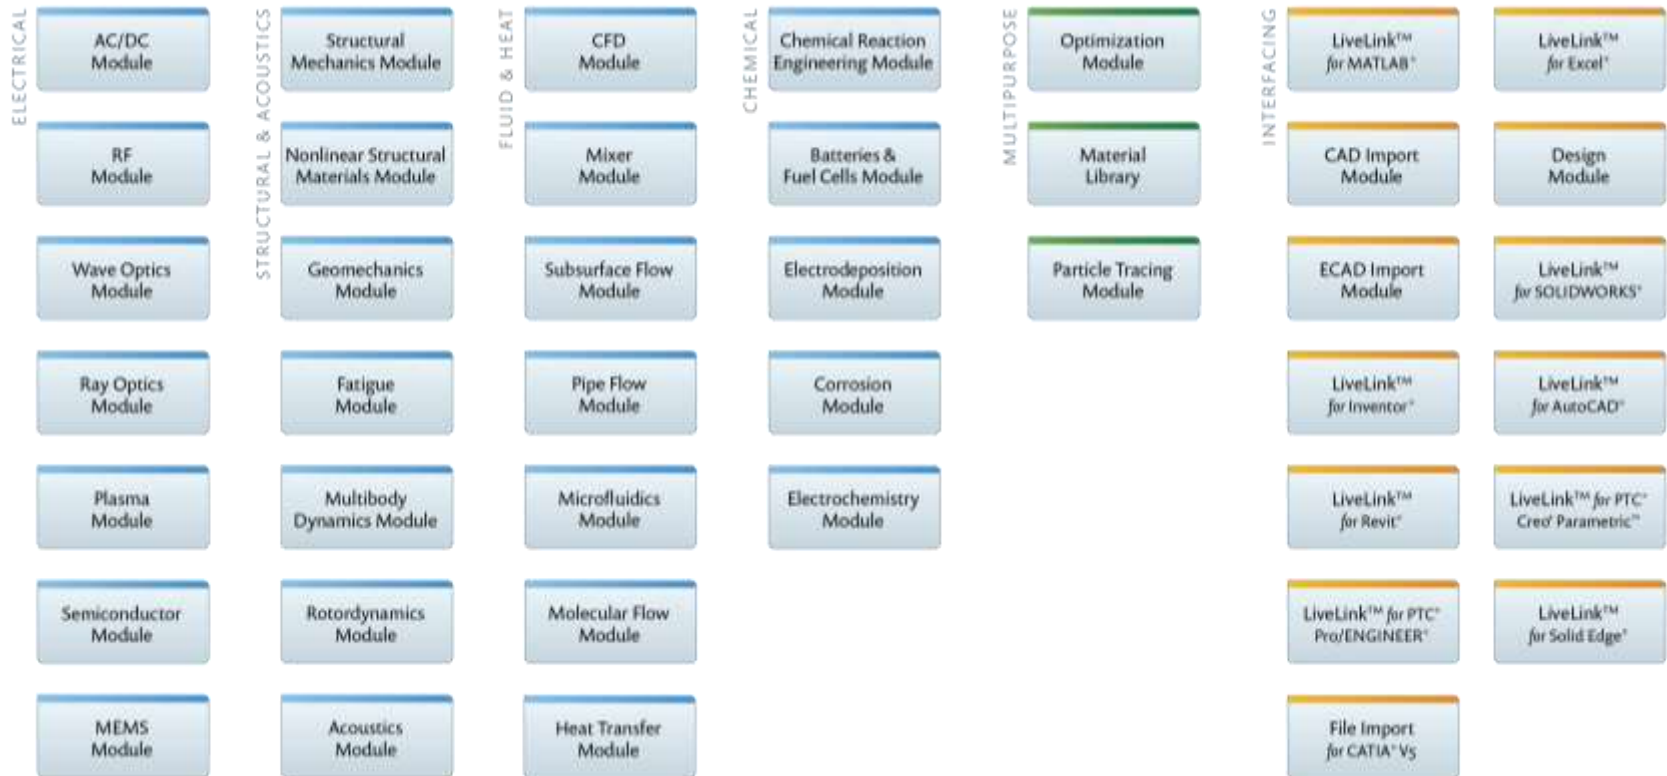 ELECTRICAL
AC/DC
Module
RF
Module
Wave Optics
Module
Ray Optics
Module
Plasma
Module
Semiconductor
Module
MEMS
Module
STRUCTURAL & ACOUSTICS
Structural
Mechanics Module
Nonlinear Structural
Materials Module
Geomechanics
Module
Fatigue
Module
Multibody
Dynamics Module
Rotordynamics
Module
Acoustics
Module
FLUID & HEAT
CFD
Module
Mixer
Module
Subsurface Flow
Module
Pipe Flow
Module
Microfluidics
Module
Molecular Flow
Module
Heat Transfer
Module
CHEMICAL
Chemical Reaction
Engineering Module
Batteries &
Fuel Cells Module
Electrodeposition
Module
Corrosion
Module
Electrochemistry
Module
MULTIPURPOSE
Optimization
Module
Material
Library
Particle Tracing
Module
INTERFACING
LiveLink™
for MATLAB®
LiveLink™
for Excel®
CAD Import
Module
Design
Module
ECAD Import
Module
LiveLink™
for SOLIDWORKS®
LiveLink™
for Inventor®
LiveLink™
for AutoCAD®
LiveLink™
for Revit®
LiveLink™ for PTC®
Creo® Parametric™
LiveLink™ for PTC®
Pro/ENGINEER®
LiveLink™
for Solid Edge®
File Import
for CATIA® V5